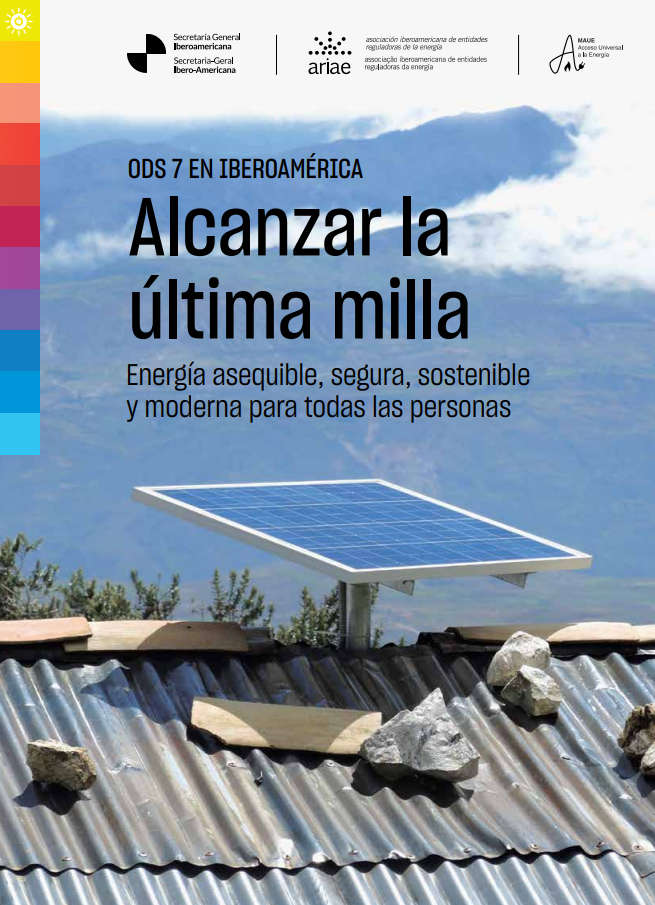 Secretaría General
Iberoamericana
Secretaria-Geral
Ibero-Americana
ariae
asociación iberoamericana de entidades
reguladoras de la energía
associação iberoamericana de entidades
reguladoras da energia
MAUE
Acceso Universal
a la Energía
ODS 7 EN IBEROAMÉRICA
Alcanzar la
última milla
Energía asequible, segura, sostenible
y moderna para todas las personas